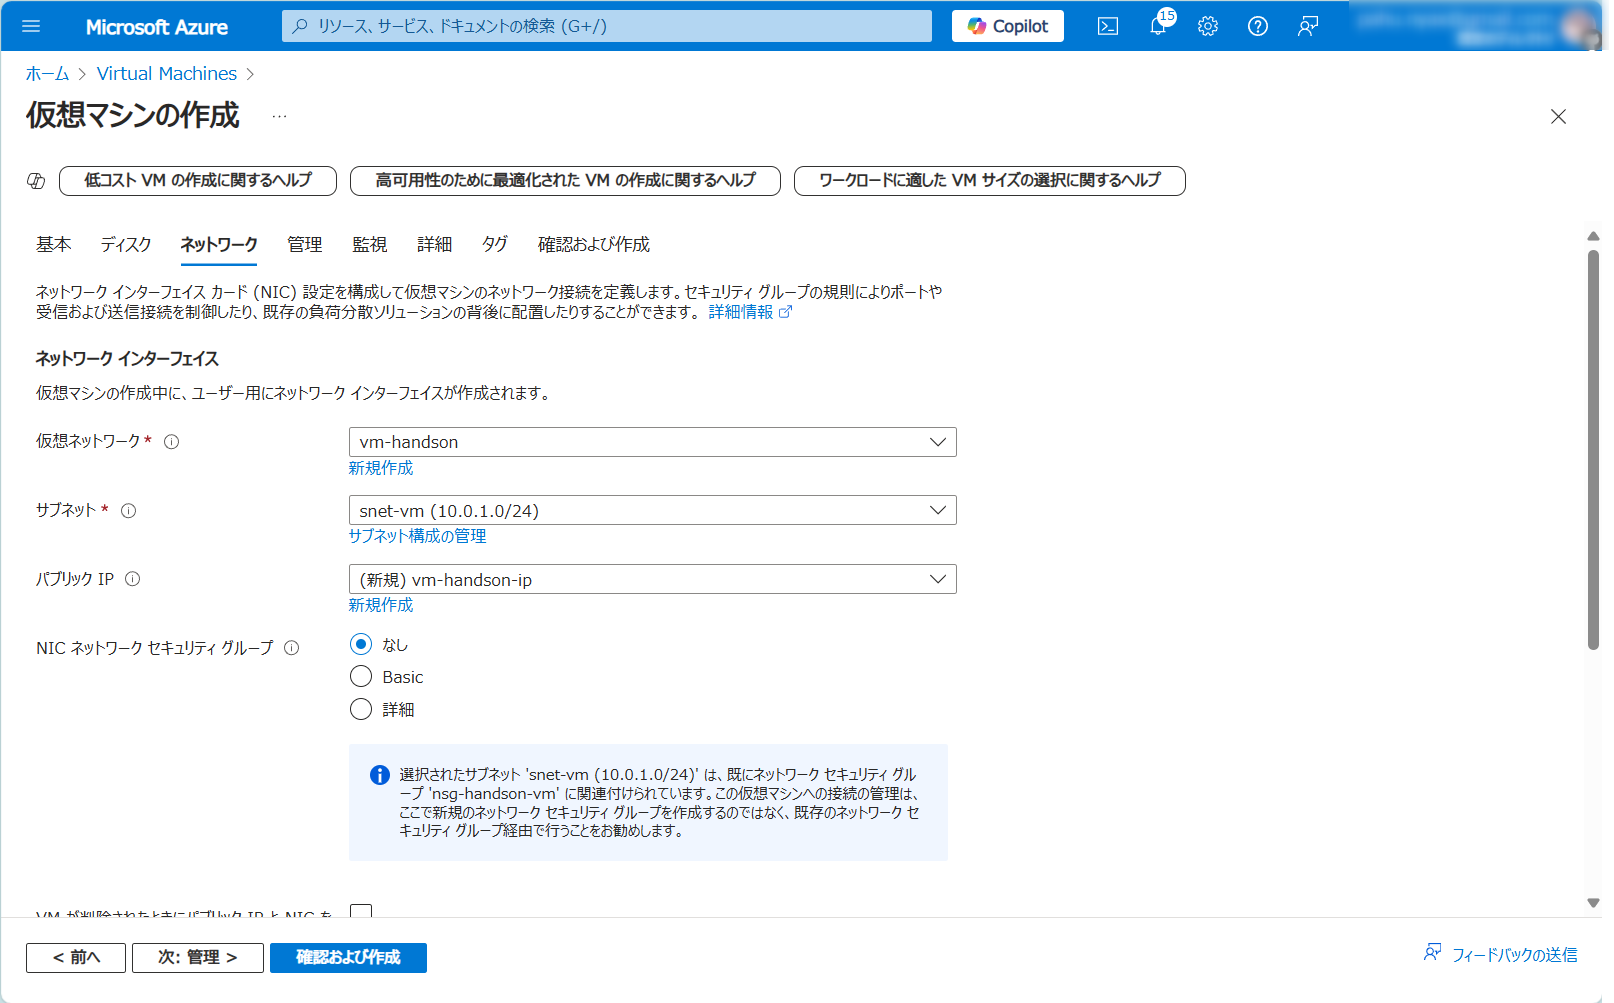 Microsoft Azure
リソース、サービス、ドキュメントの検索 (G+/)
Copilot
15
ホーム > Virtual Machines >
仮想マシンの作成 ...
低コスト VM の作成に関するヘルプ
高可用性のために最適化された VM の作成に関するヘルプ
ワークロードに適した VM サイズの選択に関するヘルプ
基本 ディスク ネットワーク 管理 監視 詳細 タグ 確認および作成
ネットワーク インターフェイス カード (NIC) 設定を構成して仮想マシンのネットワーク接続を定義します。セキュリティ グループの規則によりポートや
受信および送信接続を制御したり、既存の負荷分散ソリューションの背後に配置したりすることができます。 詳細情報
ネットワーク インターフェイス
仮想マシンの作成中に、ユーザー用にネットワーク インターフェイスが作成されます。
仮想ネットワーク *
vm-handson
新規作成
サブネット *
snet-vm (10.0.1.0/24)
サブネット構成の管理
パブリック IP
(新規) vm-handson-ip
新規作成
NIC ネットワーク セキュリティ グループ
なし
Basic
詳細
選択されたサブネット 'snet-vm (10.0.1.0/24)' は、既にネットワーク セキュリティ グル
ープ 'nsg-handson-vm' に関連付けられています。この仮想マシンへの接続の管理は、
ここで新規のネットワーク セキュリティ グループを作成するのではなく、既存のネットワーク セ
キュリティ グループ経由で行うことをお勧めします。
VM が削除されたときにパブリック IP と NIC を
< 前へ
次: 管理 >
確認および作成
フィードバックの送信